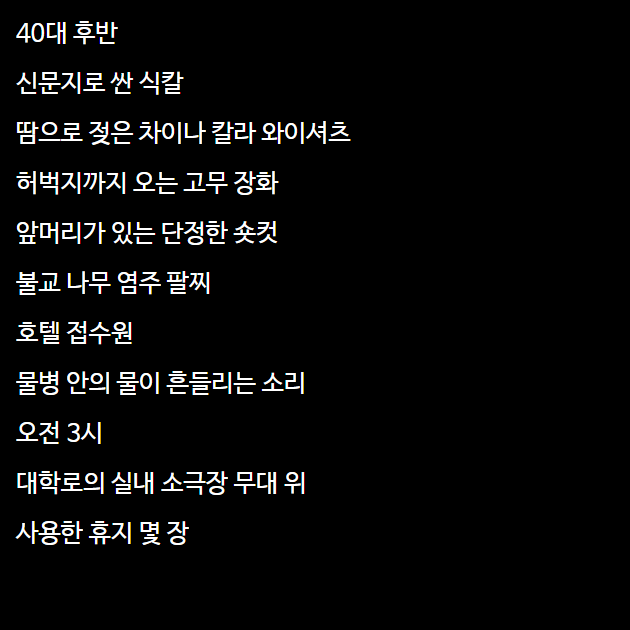 40대 후반
신문지로 싼 식칼
땀으로 젖은 차이나 칼라 와이셔츠
허벅지까지 오는 고무 장화
앞머리가 있는 단정한 숏컷
불교 나무 염주 팔찌
호텔 접수원
물병 안의 물이 흔들리는 소리
오전 3시
대학로의 실내 소극장 무대 위
사용한 휴지 몇 장